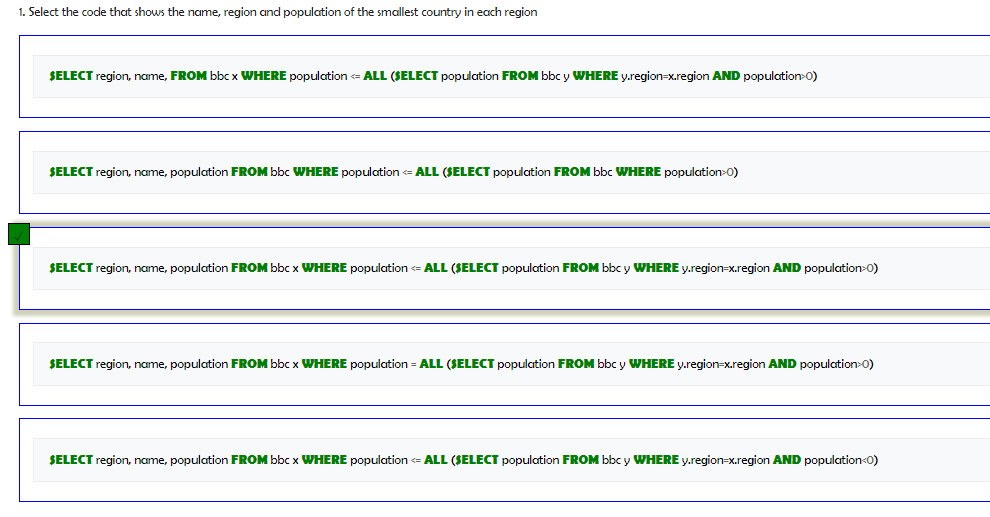 1. Select the code that shows the name, region and population of the smallest country in each region
SELECT region, name, FROM bbc x WHERE population <= ALL (SELECT population FROM bbc y WHERE y.region=x.region AND population>0)
SELECT region, name, population FROM bbc WHERE population <= ALL (SELECT population FROM bbc WHERE population>0)
✓
SELECT region, name, population FROM bbc x WHERE population <= ALL (SELECT population FROM bbc y WHERE y.region=x.region AND population>0)
SELECT region, name, population FROM bbc x WHERE population = ALL (SELECT population FROM bbc y WHERE y.region=x.region AND population>0)
SELECT region, name, population FROM bbc x WHERE population <= ALL (SELECT population FROM bbc y WHERE y.region=x.region AND population<0)